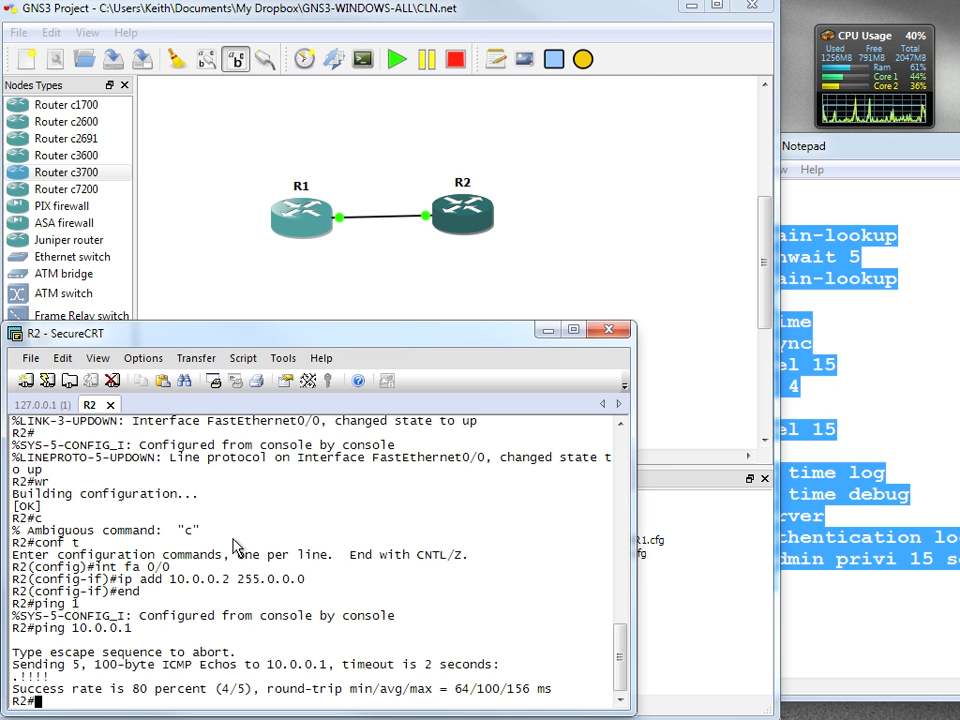 GNS3 Project - C:\Users\Keith\Documents\My Dropbox\GNS3-WINDOWS-ALL\CLN.net
File Edit View Help
Nodes Types
Router c1700
Router c2600
Router c2691
Router c3600
Router c3700
Router c7200
PIX firewall
ASA firewall
Juniper router
Ethernet switch
ATM bridge
ATM switch
Frame Relay switch
R1
R2
CPU Usage 40%
Used Free Total
1256MB 791MB 2047MB
Ram 61%
Core 1 44%
Core 2 36%
Notepad
w Help
ain-lookup
nwait 5
ain-lookup
ime
ync
el 15
4
el 15
time log
time debug
rver
thentication lo
dmin privi 15 s
R1.cfg
fg
R2 - SecureCRT
File Edit View Options Transfer Script Tools Help
127.0.0.1 (1) R2
%LINK-3-UPDOWN: Interface FastEthernet0/0, changed state to up
R2#
%SYS-5-CONFIG_I: Configured from console by console
%LINEPROTO-5-UPDOWN: Line protocol on Interface FastEthernet0/0, changed state t
o up
R2#wr
Building configuration...
[OK]
R2#c
% Ambiguous command:  "c"
R2#conf t
Enter configuration commands, one per line.  End with CNTL/Z.
R2(config)#int fa 0/0
R2(config-if)#ip add 10.0.0.2 255.0.0.0
R2(config-if)#end
R2#ping 1
%SYS-5-CONFIG_I: Configured from console by console
R2#ping 10.0.0.1
Type escape sequence to abort.
Sending 5, 100-byte ICMP Echos to 10.0.0.1, timeout is 2 seconds:
.!!!!
Success rate is 80 percent (4/5), round-trip min/avg/max = 64/100/156 ms
R2#